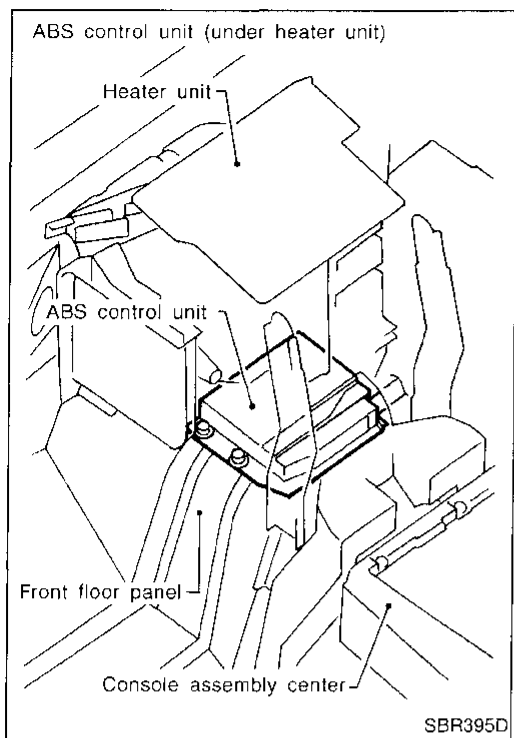 ABS control unit (under heater unit)
Heater unit
ABS control unit
Front floor panel
Console assembly center
SBR395D